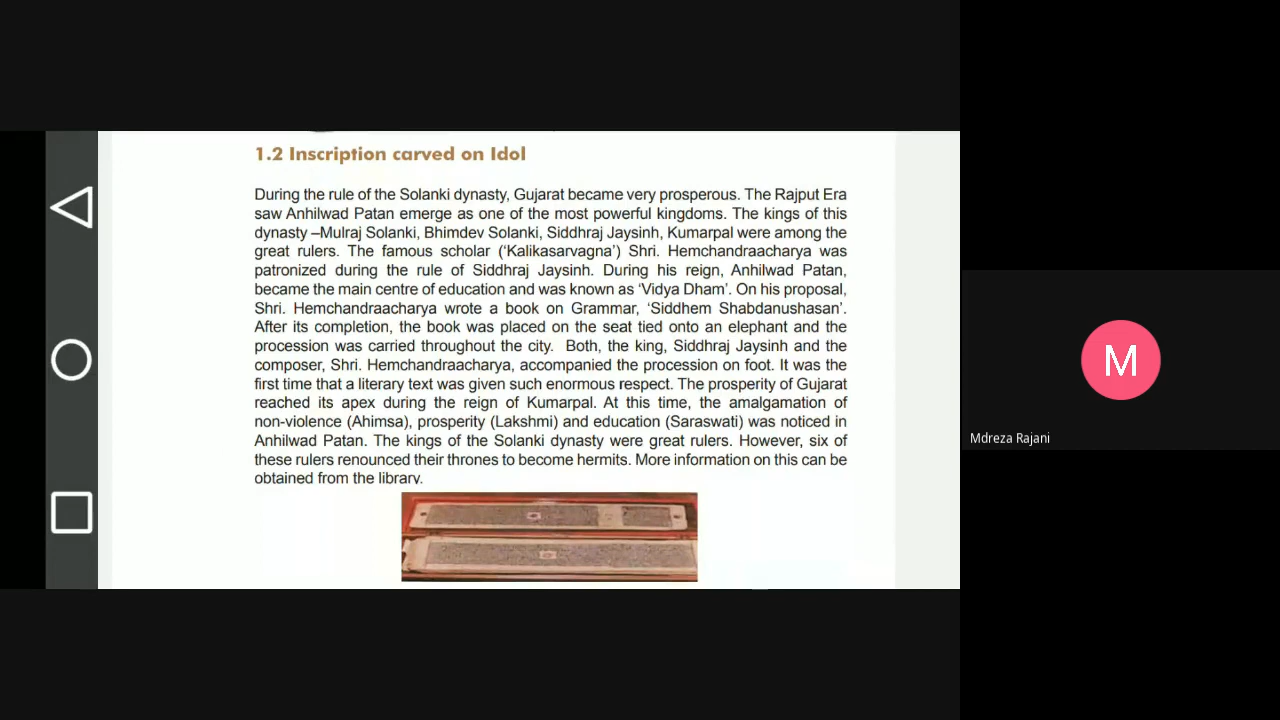 1.2 Inscription carved on Idol
During the rule of the Solanki dynasty, Gujarat became very prosperous. The Rajput Era
saw Anhilwad Patan emerge as one of the most powerful kingdoms. The kings of this
dynasty –Mulraj Solanki, Bhimdev Solanki, Siddhraj Jaysinh, Kumarpal were among the
great rulers. The famous scholar (‘Kalikasarvagna’) Shri. Hemchandraacharya was
patronized during the rule of Siddhraj Jaysinh. During his reign, Anhilwad Patan,
became the main centre of education and was known as ‘Vidya Dham’. On his proposal,
Shri. Hemchandraacharya wrote a book on Grammar, ‘Siddhem Shabdanushasan’.
After its completion, the book was placed on the seat tied onto an elephant and the
procession was carried throughout the city. Both, the king, Siddhraj Jaysinh and the
composer, Shri. Hemchandraacharya, accompanied the procession on foot. It was the
first time that a literary text was given such enormous respect. The prosperity of Gujarat
reached its apex during the reign of Kumarpal. At this time, the amalgamation of
non-violence (Ahimsa), prosperity (Lakshmi) and education (Saraswati) was noticed in
Anhilwad Patan. The kings of the Solanki dynasty were great rulers. However, six of
these rulers renounced their thrones to become hermits. More information on this can be
obtained from the library.
M
Mdreza Rajani